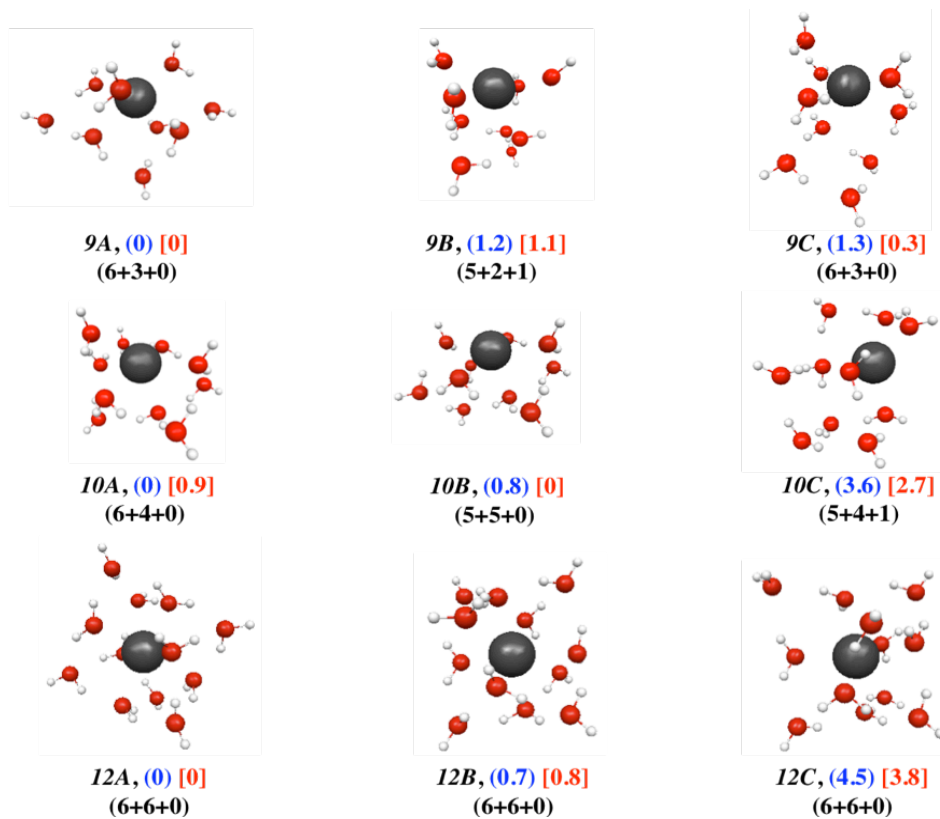 9A, (0) [0] 9B, (1.2) [1.1] 9C, (1.3) [0.3]
(6+3+0) (5+2+1) (6+3+0)
10A, (0) [0.9] 10B, (0.8) [0] 10C, (3.6) [2.7]
(6+4+0) (5+5+0) (5+4+1)
12A, (0) [0] 12B, (0.7) [0.8] 12C, (4.5) [3.8]
(6+6+0) (6+6+0) (6+6+0)